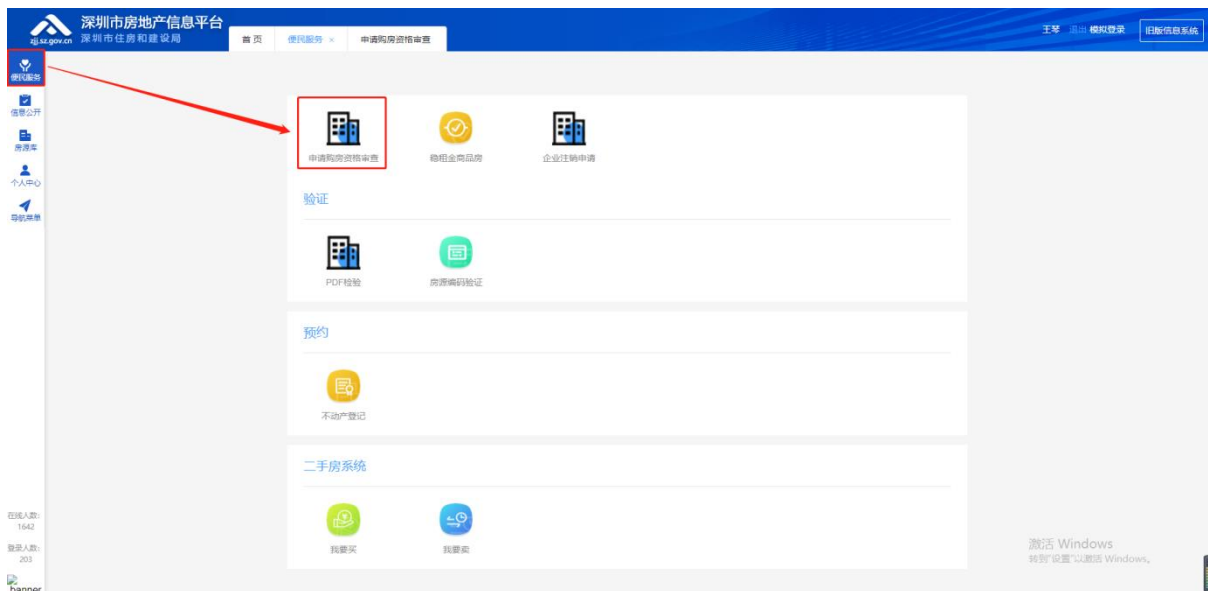 深圳市房地产信息平台
zjj.sz.gov.cn 深圳市住房和建设局
首页 便民服务 × 申请购房资格审查
王琴 退出 模拟登录 旧版信息系统
便民服务
信息公开
房源库
个人中心
导航菜单
申请购房资格审查 稳租金商品房 企业注销申请
验证
PDF检验 房源编码验证
预约
不动产登记
二手房系统
我要买 我要卖
在线人数:
1642
登录人数:
203
banner
激活 Windows
转到"设置"以激活 Windows。